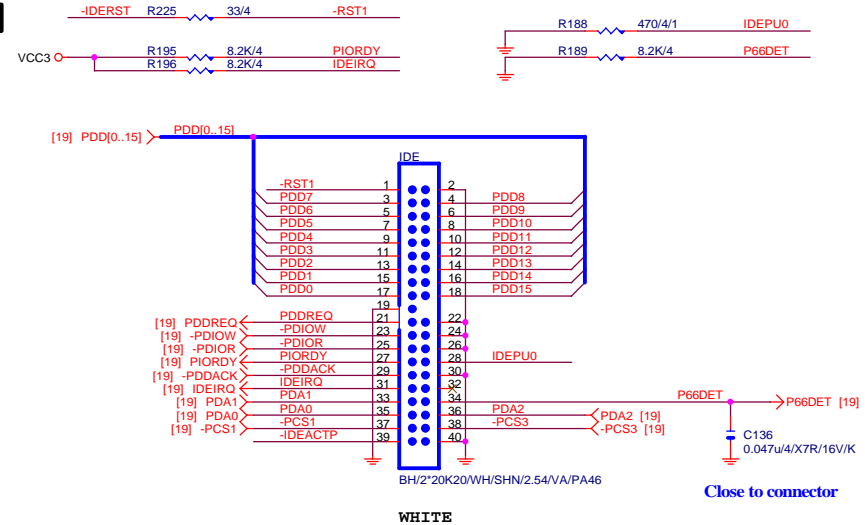 -IDERST R225 33/4 -RST1
R188 470/4/1 IDEPU0
VCC3 R195 8.2K/4 PIORDY
R196 8.2K/4 IDEIRQ
R189 8.2K/4 P66DET
[19] PDD[0..15] PDD[0..15]
IDE
-RST1 1 2
PDD7 3 4 PDD8
PDD6 5 6 PDD9
PDD5 7 8 PDD10
PDD4 9 10 PDD11
PDD3 11 12 PDD12
PDD2 13 14 PDD13
PDD1 15 16 PDD14
PDD0 17 18 PDD15
19
[19] PDDREQ PDDREQ 21 22
[19] -PDIOW -PDIOW 23 24
[19] -PDIOR -PDIOR 25 26
[19] PIORDY PIORDY 27 28 IDEPU0
[19] -PDDACK -PDDACK 29 30
[19] IDEIRQ IDEIRQ 31 32
[19] PDA1 PDA1 33 34 P66DET P66DET [19]
[19] PDA0 PDA0 35 36 PDA2 PDA2 [19]
[19] -PCS1 -PCS1 37 38 -PCS3 -PCS3 [19]
-IDEACTP 39 40
C136
0.047u/4/X7R/16V/K
BH/2*20K20/WH/SHN/2.54/VA/PA46
Close to connector
WHITE